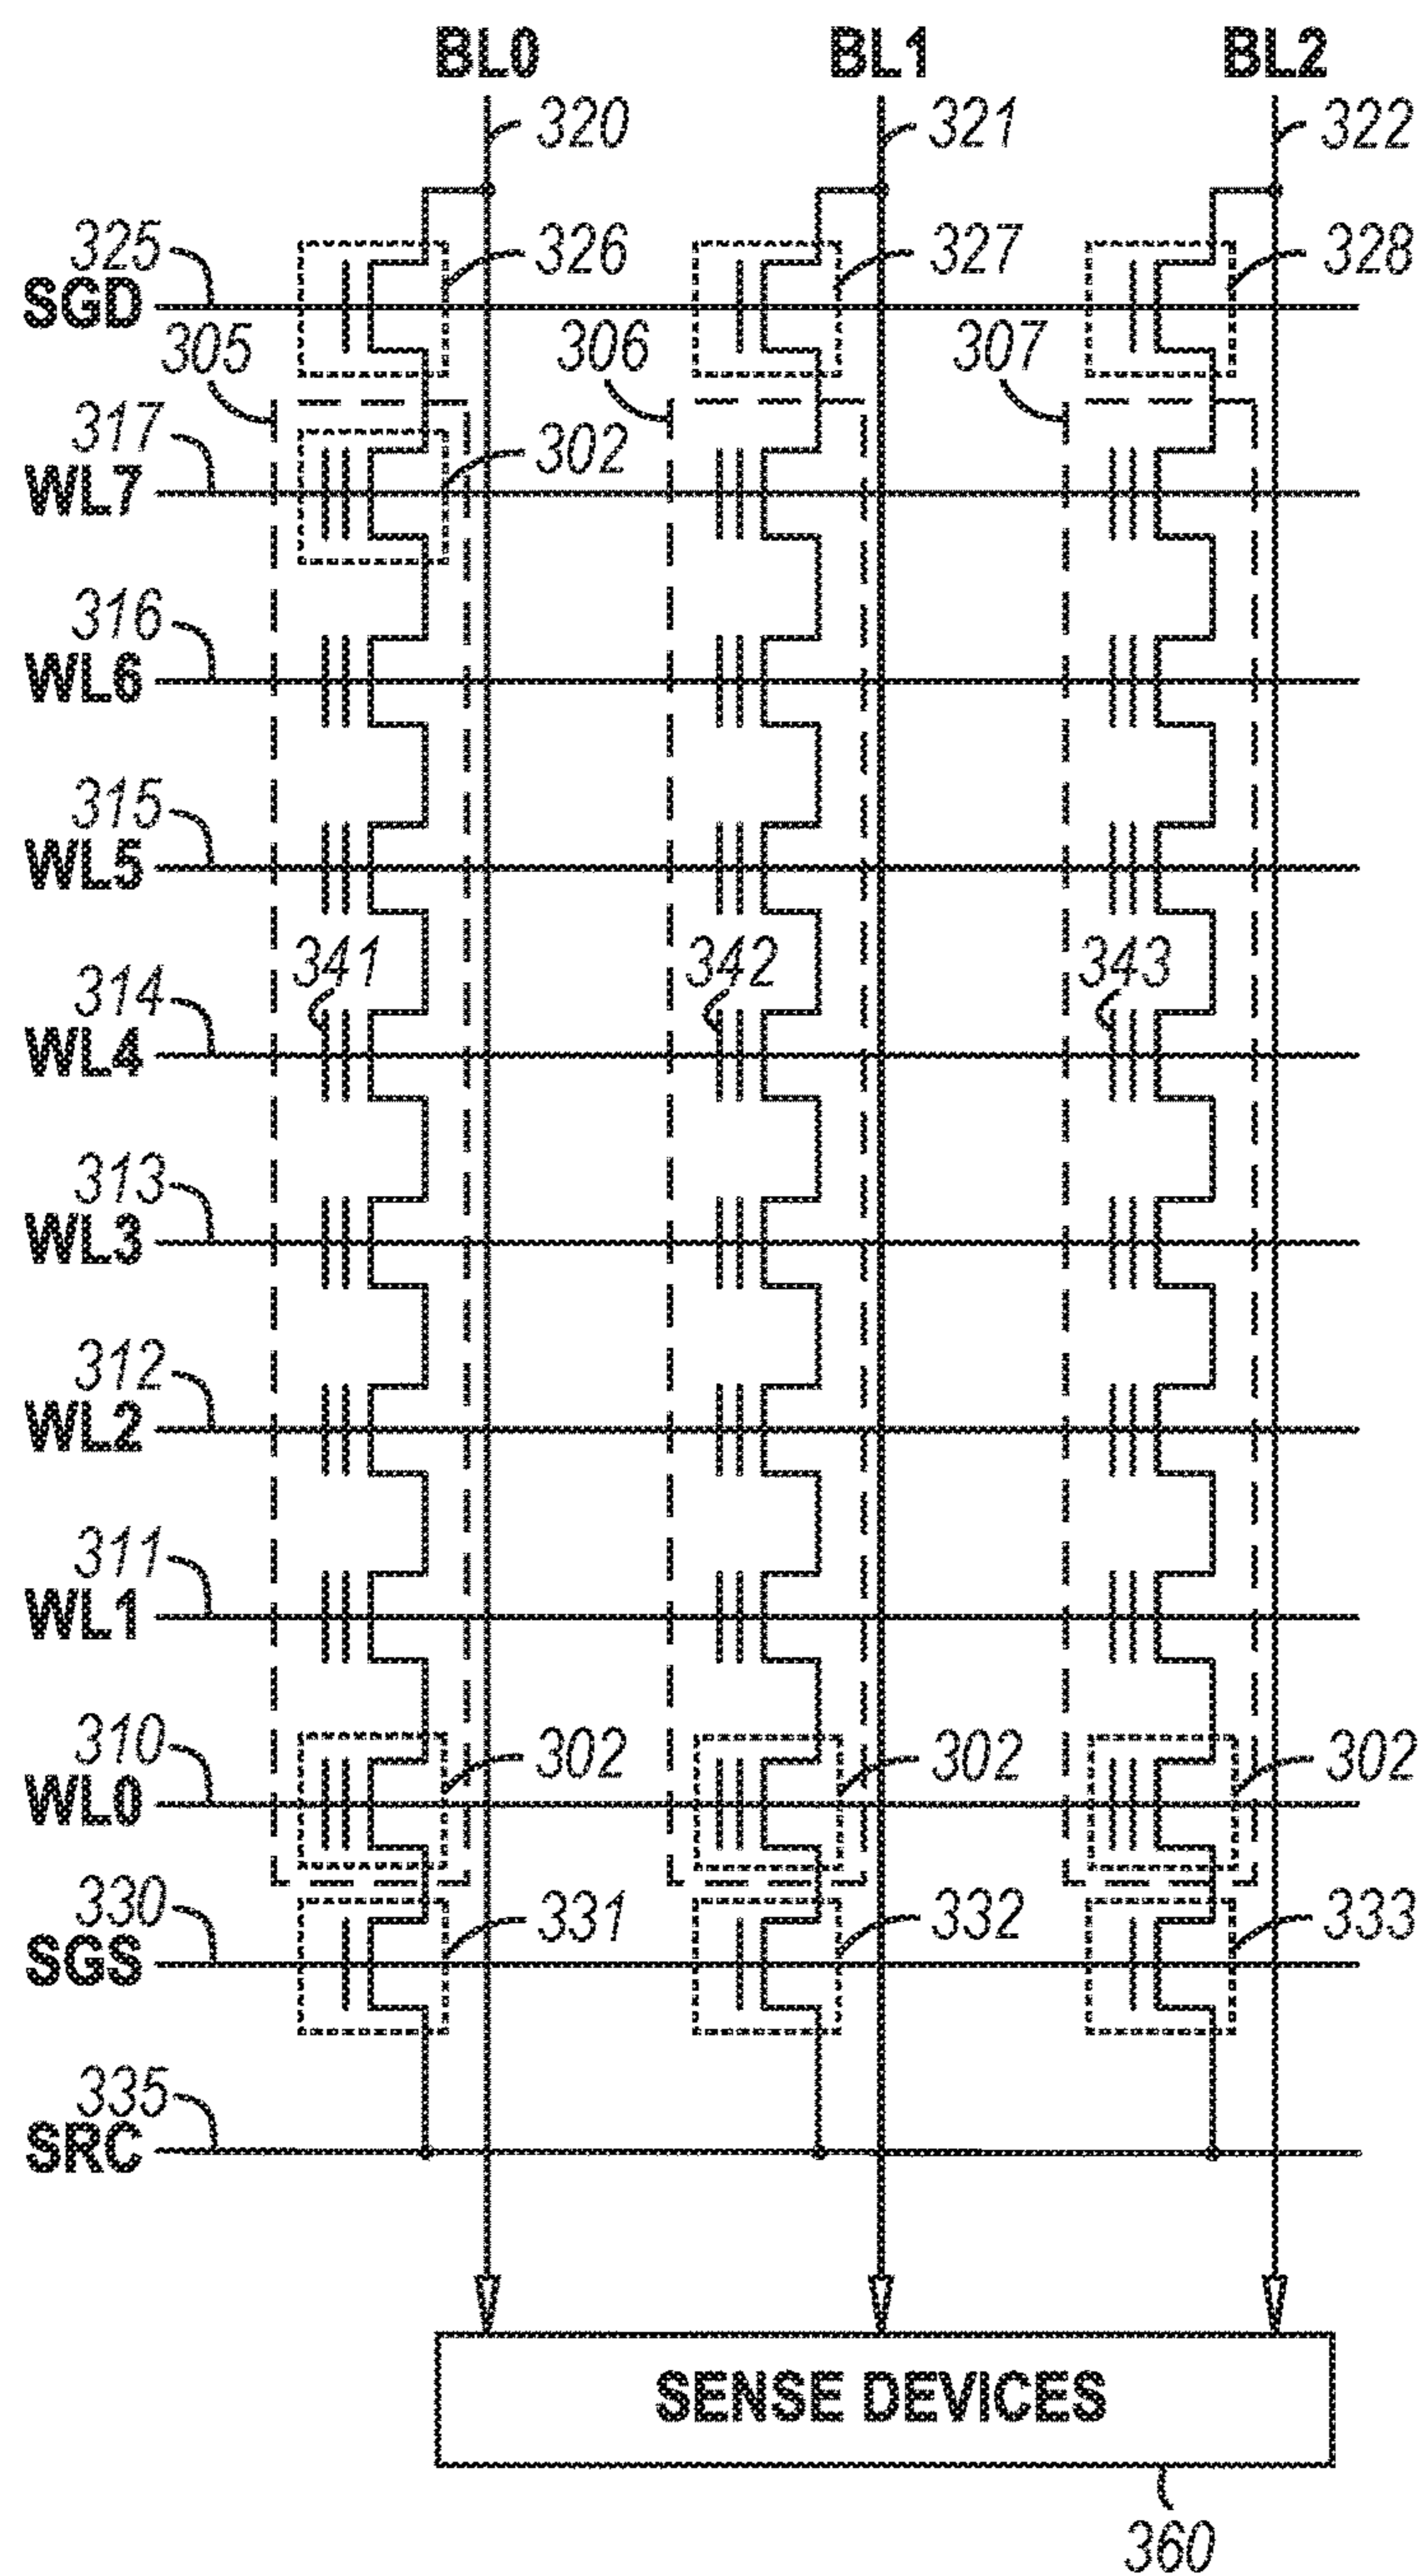 BL0 BL1 BL2
320 321 322
325 326 327 328
SGD
305 306 307
317 302
WL7
316
WL6
315
WL5
341 342 343
314
WL4
313
WL3
312
WL2
311
WL1
310 302 302 302
WL0
330 331 332 333
SGS
335
SRC
SENSE DEVICES
360